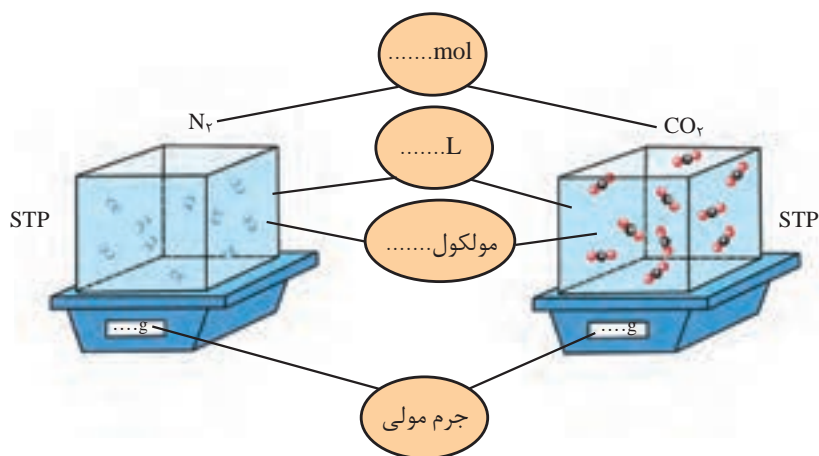 .......mol
N۲
CO۲
.......L
STP
STP
مولکول.......
....g
....g
جرم مولی